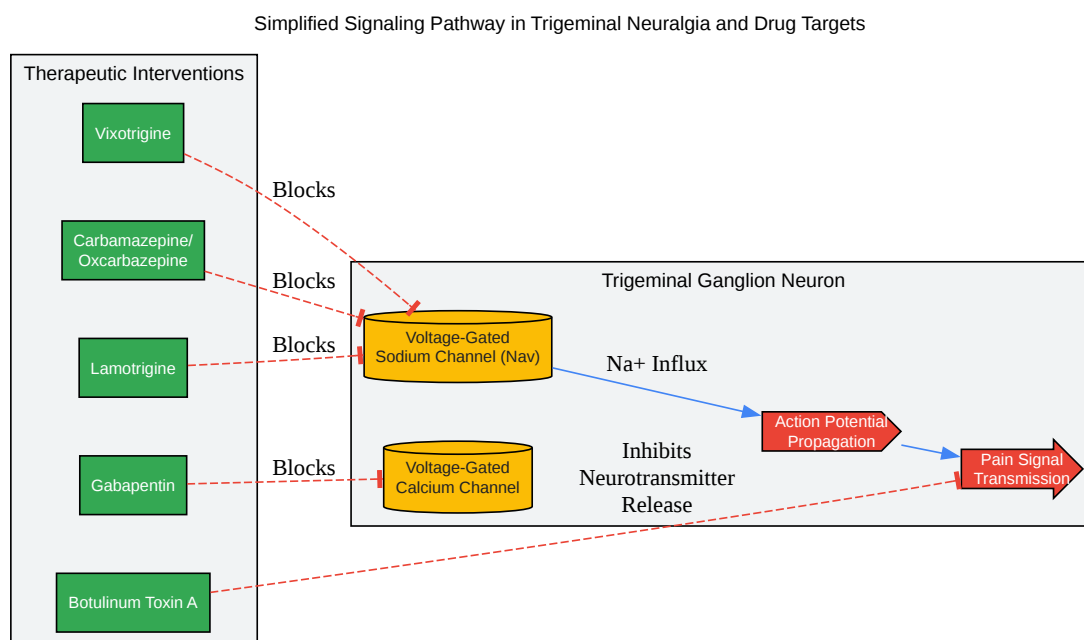 Simplified Signaling Pathway in Trigeminal Neuralgia and Drug Targets
Therapeutic Interventions
Vixotrigine
Carbamazepine/
Oxcarbazepine
Lamotrigine
Gabapentin
Botulinum Toxin A
Blocks
Blocks
Blocks
Blocks
Trigeminal Ganglion Neuron
Voltage-Gated
Sodium Channel (Nav)
Na+ Influx
Action Potential
Propagation
Pain Signal
Transmission
Voltage-Gated
Calcium Channel
Inhibits
Neurotransmitter
Release